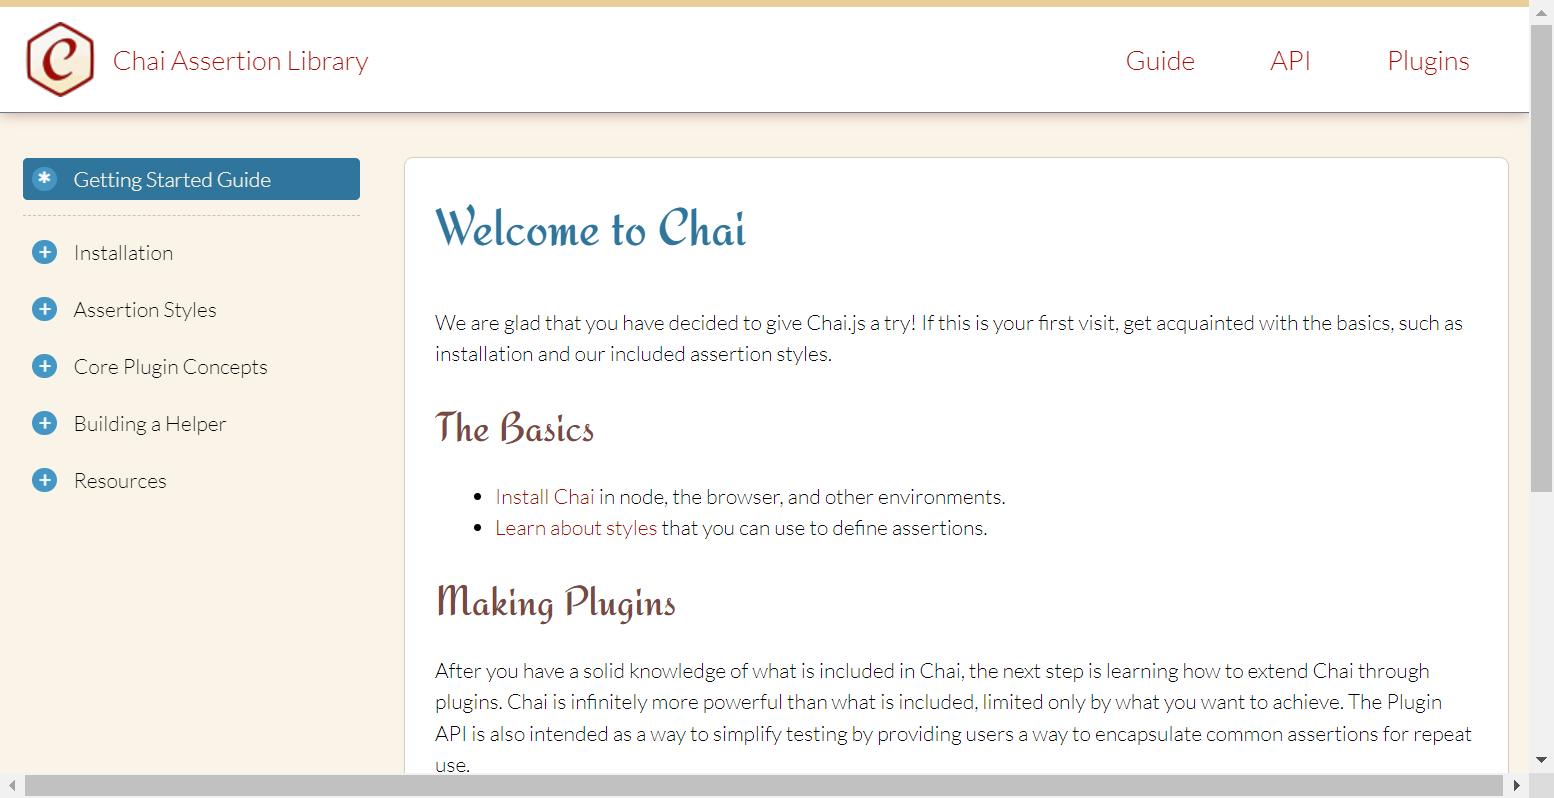 Chai Assertion Library
Guide
API
Plugins
Getting Started Guide
Installation
Assertion Styles
Core Plugin Concepts
Building a Helper
Resources
Welcome to Chai
We are glad that you have decided to give Chai.js a try! If this is your first visit, get acquainted with the basics, such as
installation and our included assertion styles.
The Basics
Install Chai in node, the browser, and other environments.
Learn about styles that you can use to define assertions.
Making Plugins
After you have a solid knowledge of what is included in Chai, the next step is learning how to extend Chai through
plugins. Chai is infinitely more powerful than what is included, limited only by what you want to achieve. The Plugin
API is also intended as a way to simplify testing by providing users a way to encapsulate common assertions for repeat
use.